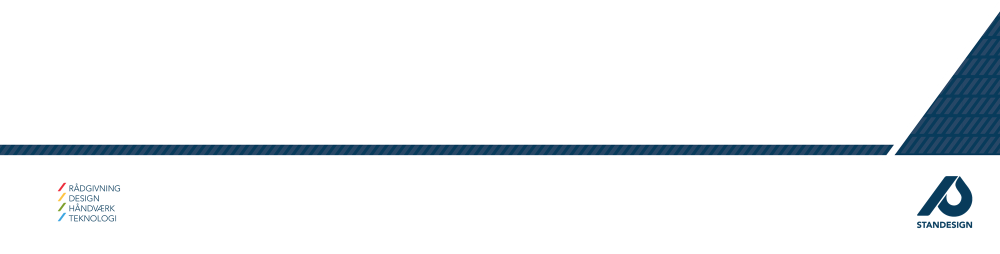 RÅDGIVNING
DESIGN
HÅNDVÆRK
TEKNOLOGI
STANDESIGN